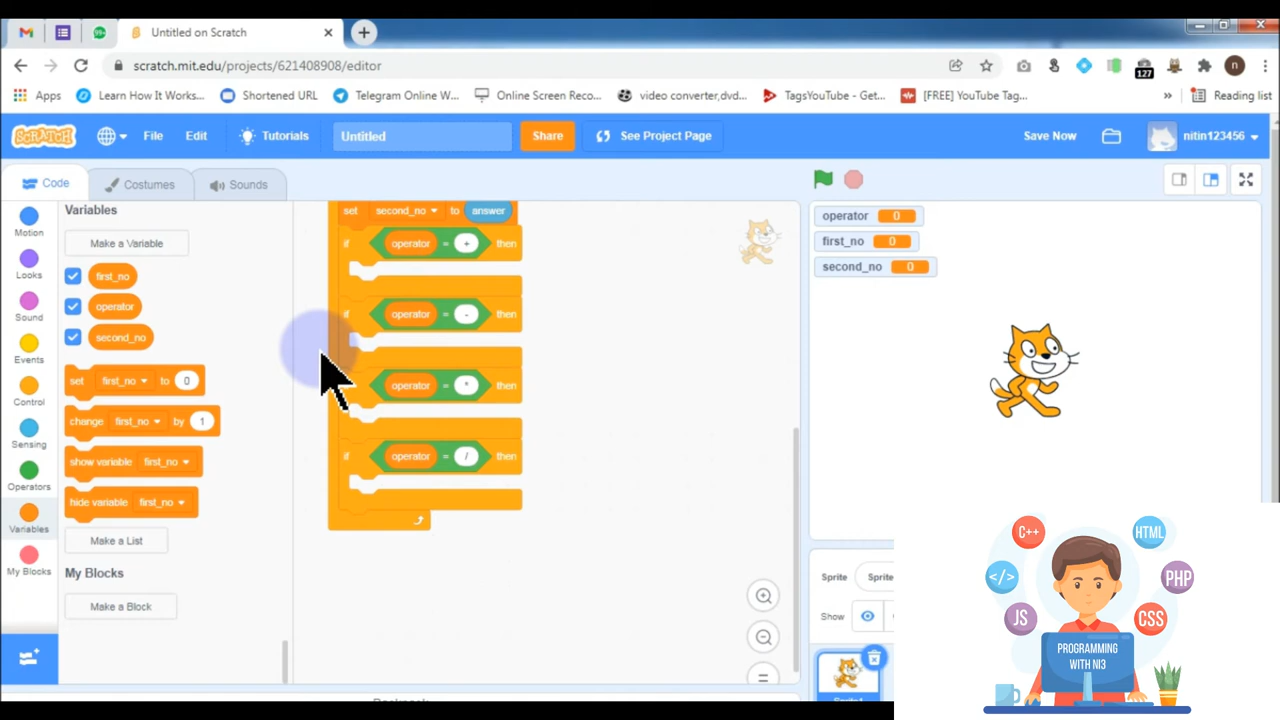 Untitled on Scratch
scratch.mit.edu/projects/621408908/editor
127
n
Apps
Learn How It Works...
Shortened URL
Telegram Online W...
Online Screen Reco...
video converter,dvd...
TagsYouTube - Get...
[FREE] YouTube Tag...
»
Reading list
SCRATCH
File
Edit
Tutorials
Untitled
Share
See Project Page
Save Now
nitin123456
Code
Costumes
Sounds
Motion
Looks
Sound
Events
Control
Sensing
Operators
Variables
My Blocks
Variables
Make a Variable
first_no
operator
second_no
set first_no to 0
change first_no by 1
show variable first_no
hide variable first_no
Make a List
My Blocks
Make a Block
set second_no to answer
if operator = + then
if operator = - then
if operator = * then
if operator = / then
operator 0
first_no 0
second_no 0
Sprite
Show
C++
HTML
</>
PHP
JS
CSS
PROGRAMMING
WITH NI3